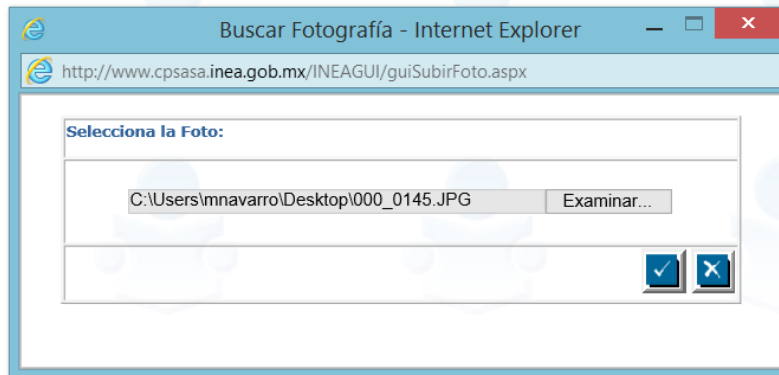 Buscar Fotografía - Internet Explorer
http://www.cpsasa.inea.gob.mx/INEAGUI/guiSubirFoto.aspx
Selecciona la Foto:
C:\Users\mnavarro\Desktop\000_0145.JPG Examinar...